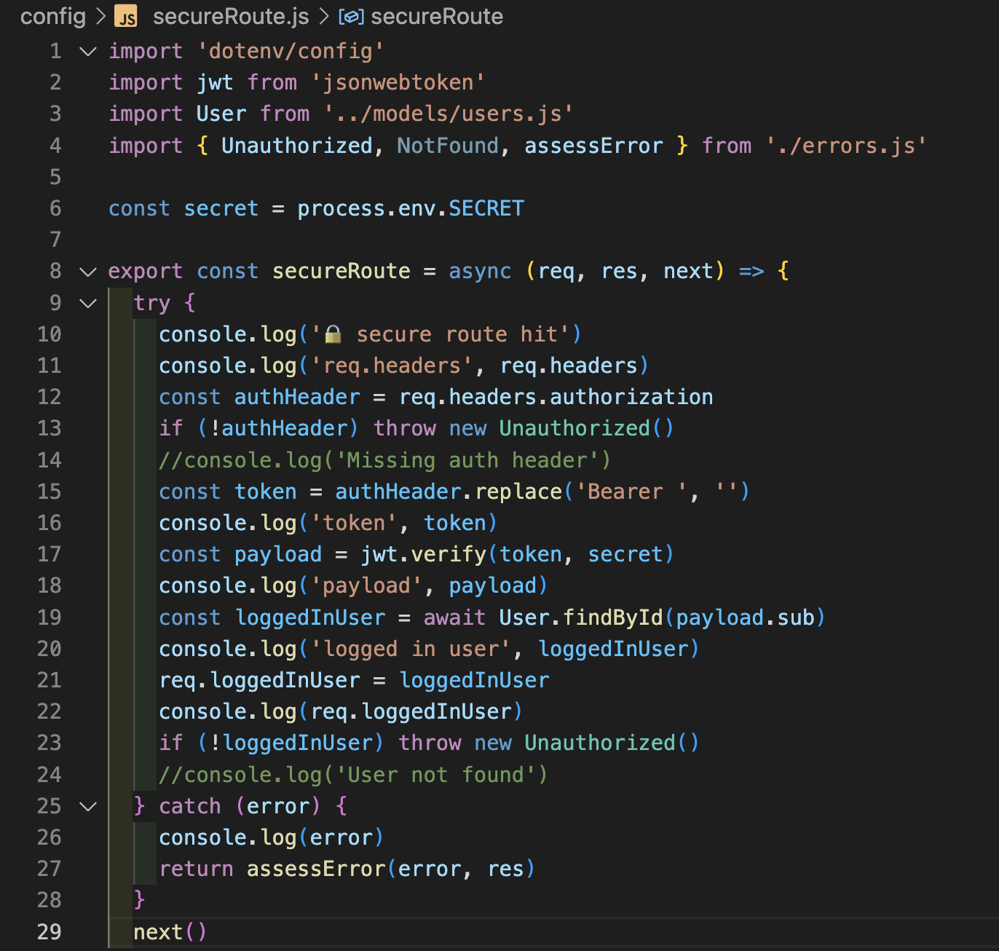 config > JS secureRoute.js > secureRoute
1 import 'dotenv/config'
2 import jwt from 'jsonwebtoken'
3 import User from '../models/users.js'
4 import { Unauthorized, NotFound, assessError } from './errors.js'
5
6 const secret = process.env.SECRET
7
8 export const secureRoute = async (req, res, next) => {
9   try {
10     console.log('🔒 secure route hit')
11     console.log('req.headers', req.headers)
12     const authHeader = req.headers.authorization
13     if (!authHeader) throw new Unauthorized()
14     //console.log('Missing auth header')
15     const token = authHeader.replace('Bearer ', '')
16     console.log('token', token)
17     const payload = jwt.verify(token, secret)
18     console.log('payload', payload)
19     const loggedInUser = await User.findById(payload.sub)
20     console.log('logged in user', loggedInUser)
21     req.loggedInUser = loggedInUser
22     console.log(req.loggedInUser)
23     if (!loggedInUser) throw new Unauthorized()
24     //console.log('User not found')
25   } catch (error) {
26     console.log(error)
27     return assessError(error, res)
28   }
29   next()